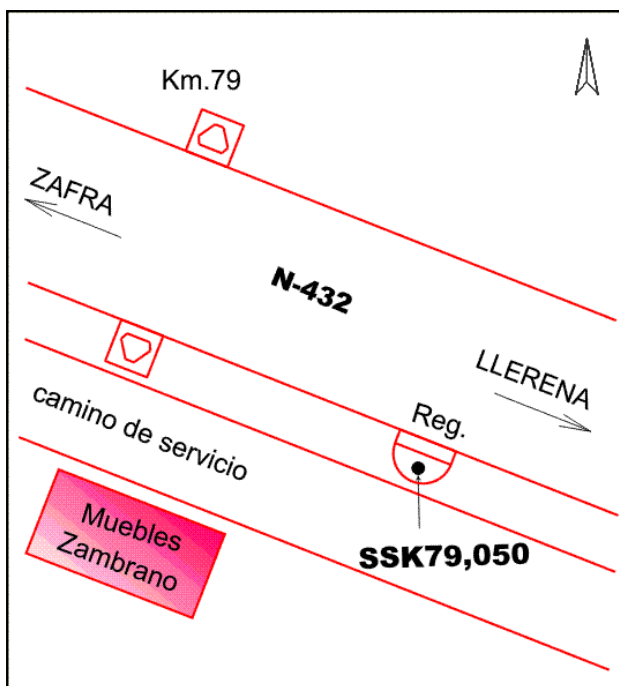 Km.79
ZAFRA
N-432
LLERENA
Reg.
camino de servicio
Muebles
Zambrano
SSK79,050